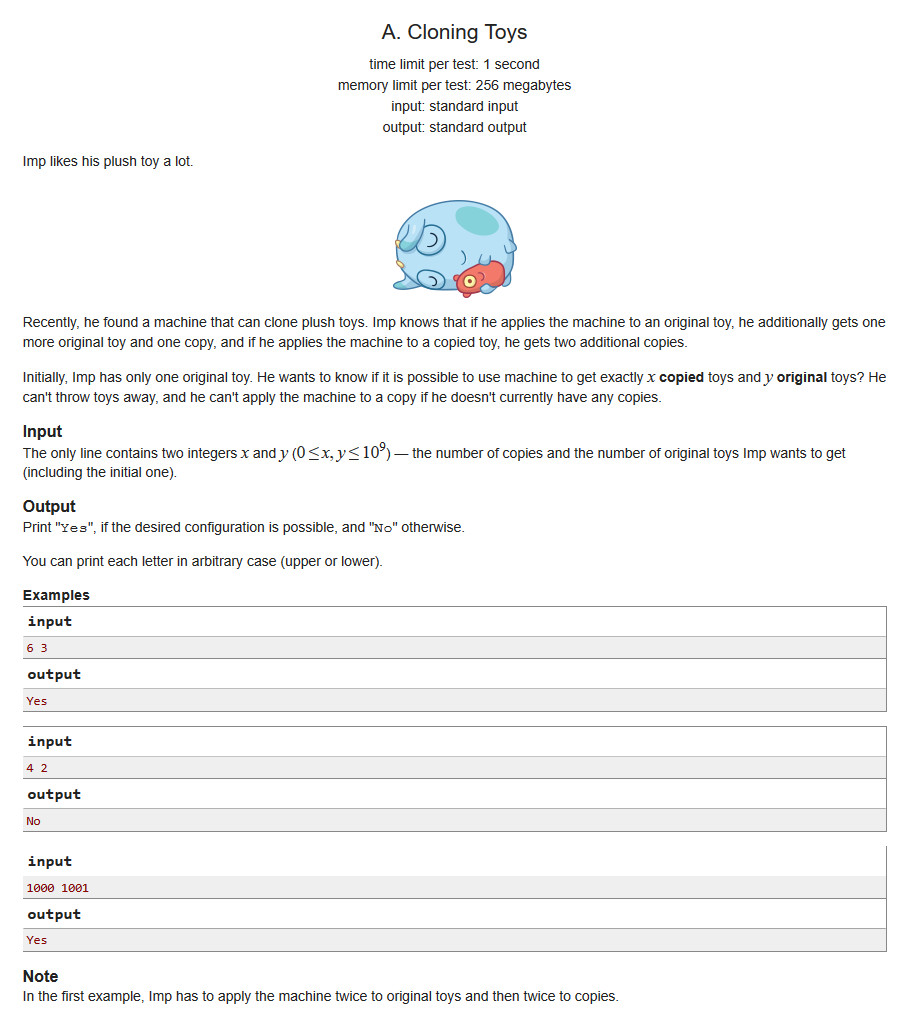 A. Cloning Toys
time limit per test: 1 second
memory limit per test: 256 megabytes
input: standard input
output: standard output
Imp likes his plush toy a lot.
Recently, he found a machine that can clone plush toys. Imp knows that if he applies the machine to an original toy, he additionally gets one
more original toy and one copy, and if he applies the machine to a copied toy, he gets two additional copies.
Initially, Imp has only one original toy. He wants to know if it is possible to use machine to get exactly x copied toys and y original toys? He
can't throw toys away, and he can't apply the machine to a copy if he doesn't currently have any copies.
Input
The only line contains two integers x and y (0 ≤ x, y ≤ 10⁹) — the number of copies and the number of original toys Imp wants to get
(including the initial one).
Output
Print "Yes", if the desired configuration is possible, and "No" otherwise.
You can print each letter in arbitrary case (upper or lower).
Examples
input
6 3
output
Yes
input
4 2
output
No
input
1000 1001
output
Yes
Note
In the first example, Imp has to apply the machine twice to original toys and then twice to copies.